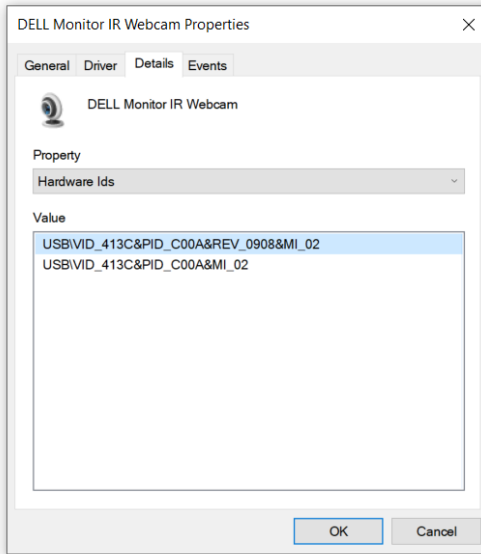 DELL Monitor IR Webcam Properties
General Driver Details Events
DELL Monitor IR Webcam
Property
Hardware Ids
Value
USB\VID_413C&PID_C00A&REV_0908&MI_02
USB\VID_413C&PID_C00A&MI_02
OK Cancel